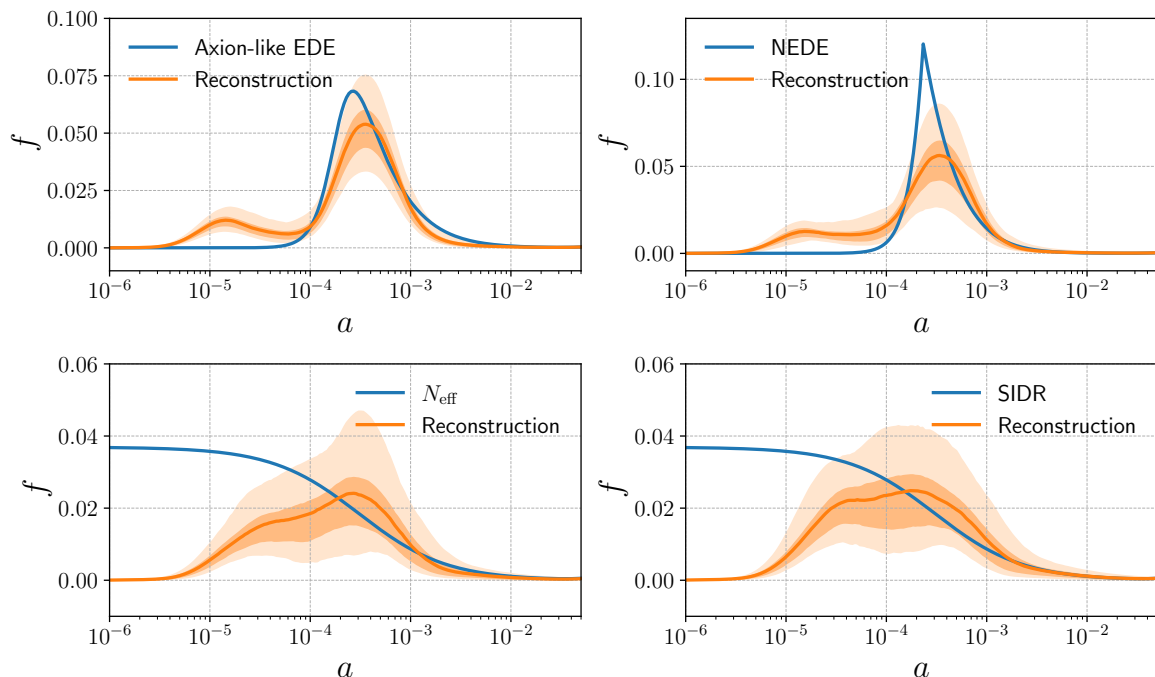 0.100
0.075
0.050
0.025
0.000
f
Axion-like EDE
Reconstruction
10⁻⁶ 10⁻⁵ 10⁻⁴ 10⁻³ 10⁻²
a
0.10
0.05
0.00
f
NEDE
Reconstruction
10⁻⁶ 10⁻⁵ 10⁻⁴ 10⁻³ 10⁻²
a
0.06
0.04
0.02
0.00
f
N_eff
Reconstruction
10⁻⁶ 10⁻⁵ 10⁻⁴ 10⁻³ 10⁻²
a
0.06
0.04
0.02
0.00
f
SIDR
Reconstruction
10⁻⁶ 10⁻⁵ 10⁻⁴ 10⁻³ 10⁻²
a